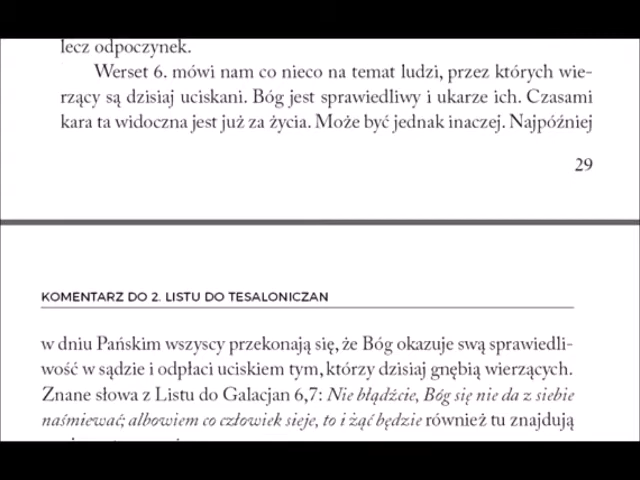 lecz odpoczynek.
Werset 6. mówi nam co nieco na temat ludzi, przez których wie-
rzący są dzisiaj uciskani. Bóg jest sprawiedliwy i ukarze ich. Czasami
kara ta widoczna jest już za życia. Może być jednak inaczej. Najpóźniej
29
KOMENTARZ DO 2. LISTU DO TESALONICZAN
w dniu Pańskim wszyscy przekonają się, że Bóg okazuje swą sprawiedli-
wość w sądzie i odpłaci uciskiem tym, którzy dzisiaj gnębią wierzących.
Znane słowa z Listu do Galacjan 6,7: Nie błądźcie, Bóg się nie da z siebie
naśmiewać; albowiem co człowiek sieje, to i żąć będzie również tu znajdują